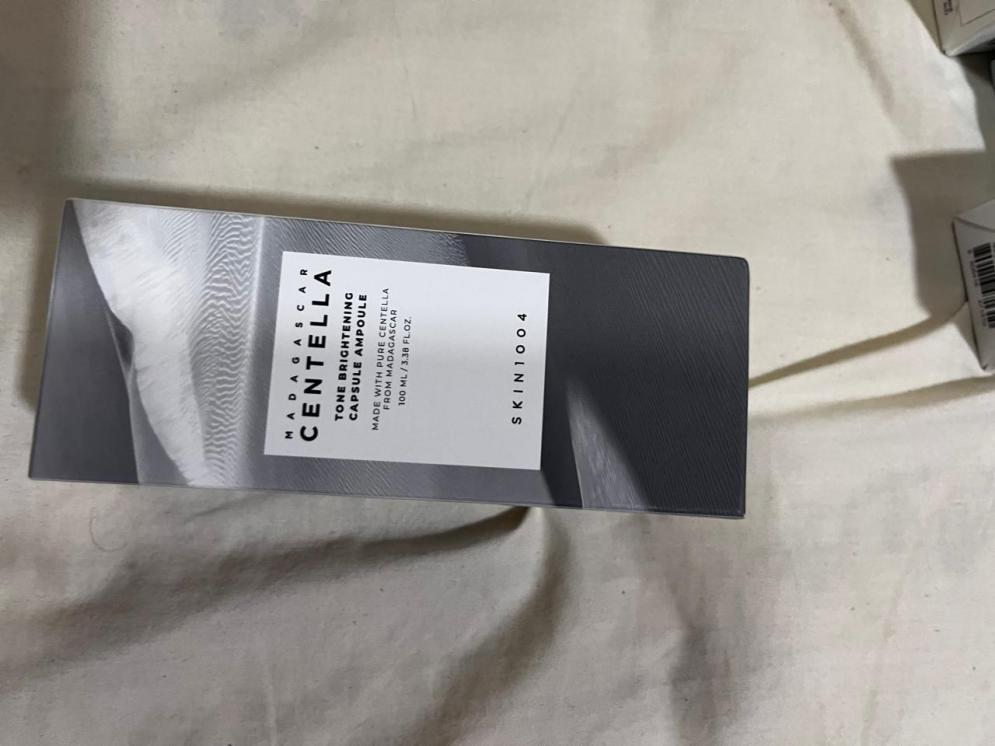 MADAGASCAR
CENTELLA
TONE BRIGHTENING
CAPSULE AMPOULE
MADE WITH PURE CENTELLA
FROM MADAGASCAR
100 ML / 3.38 FL.OZ.
SKIN1004